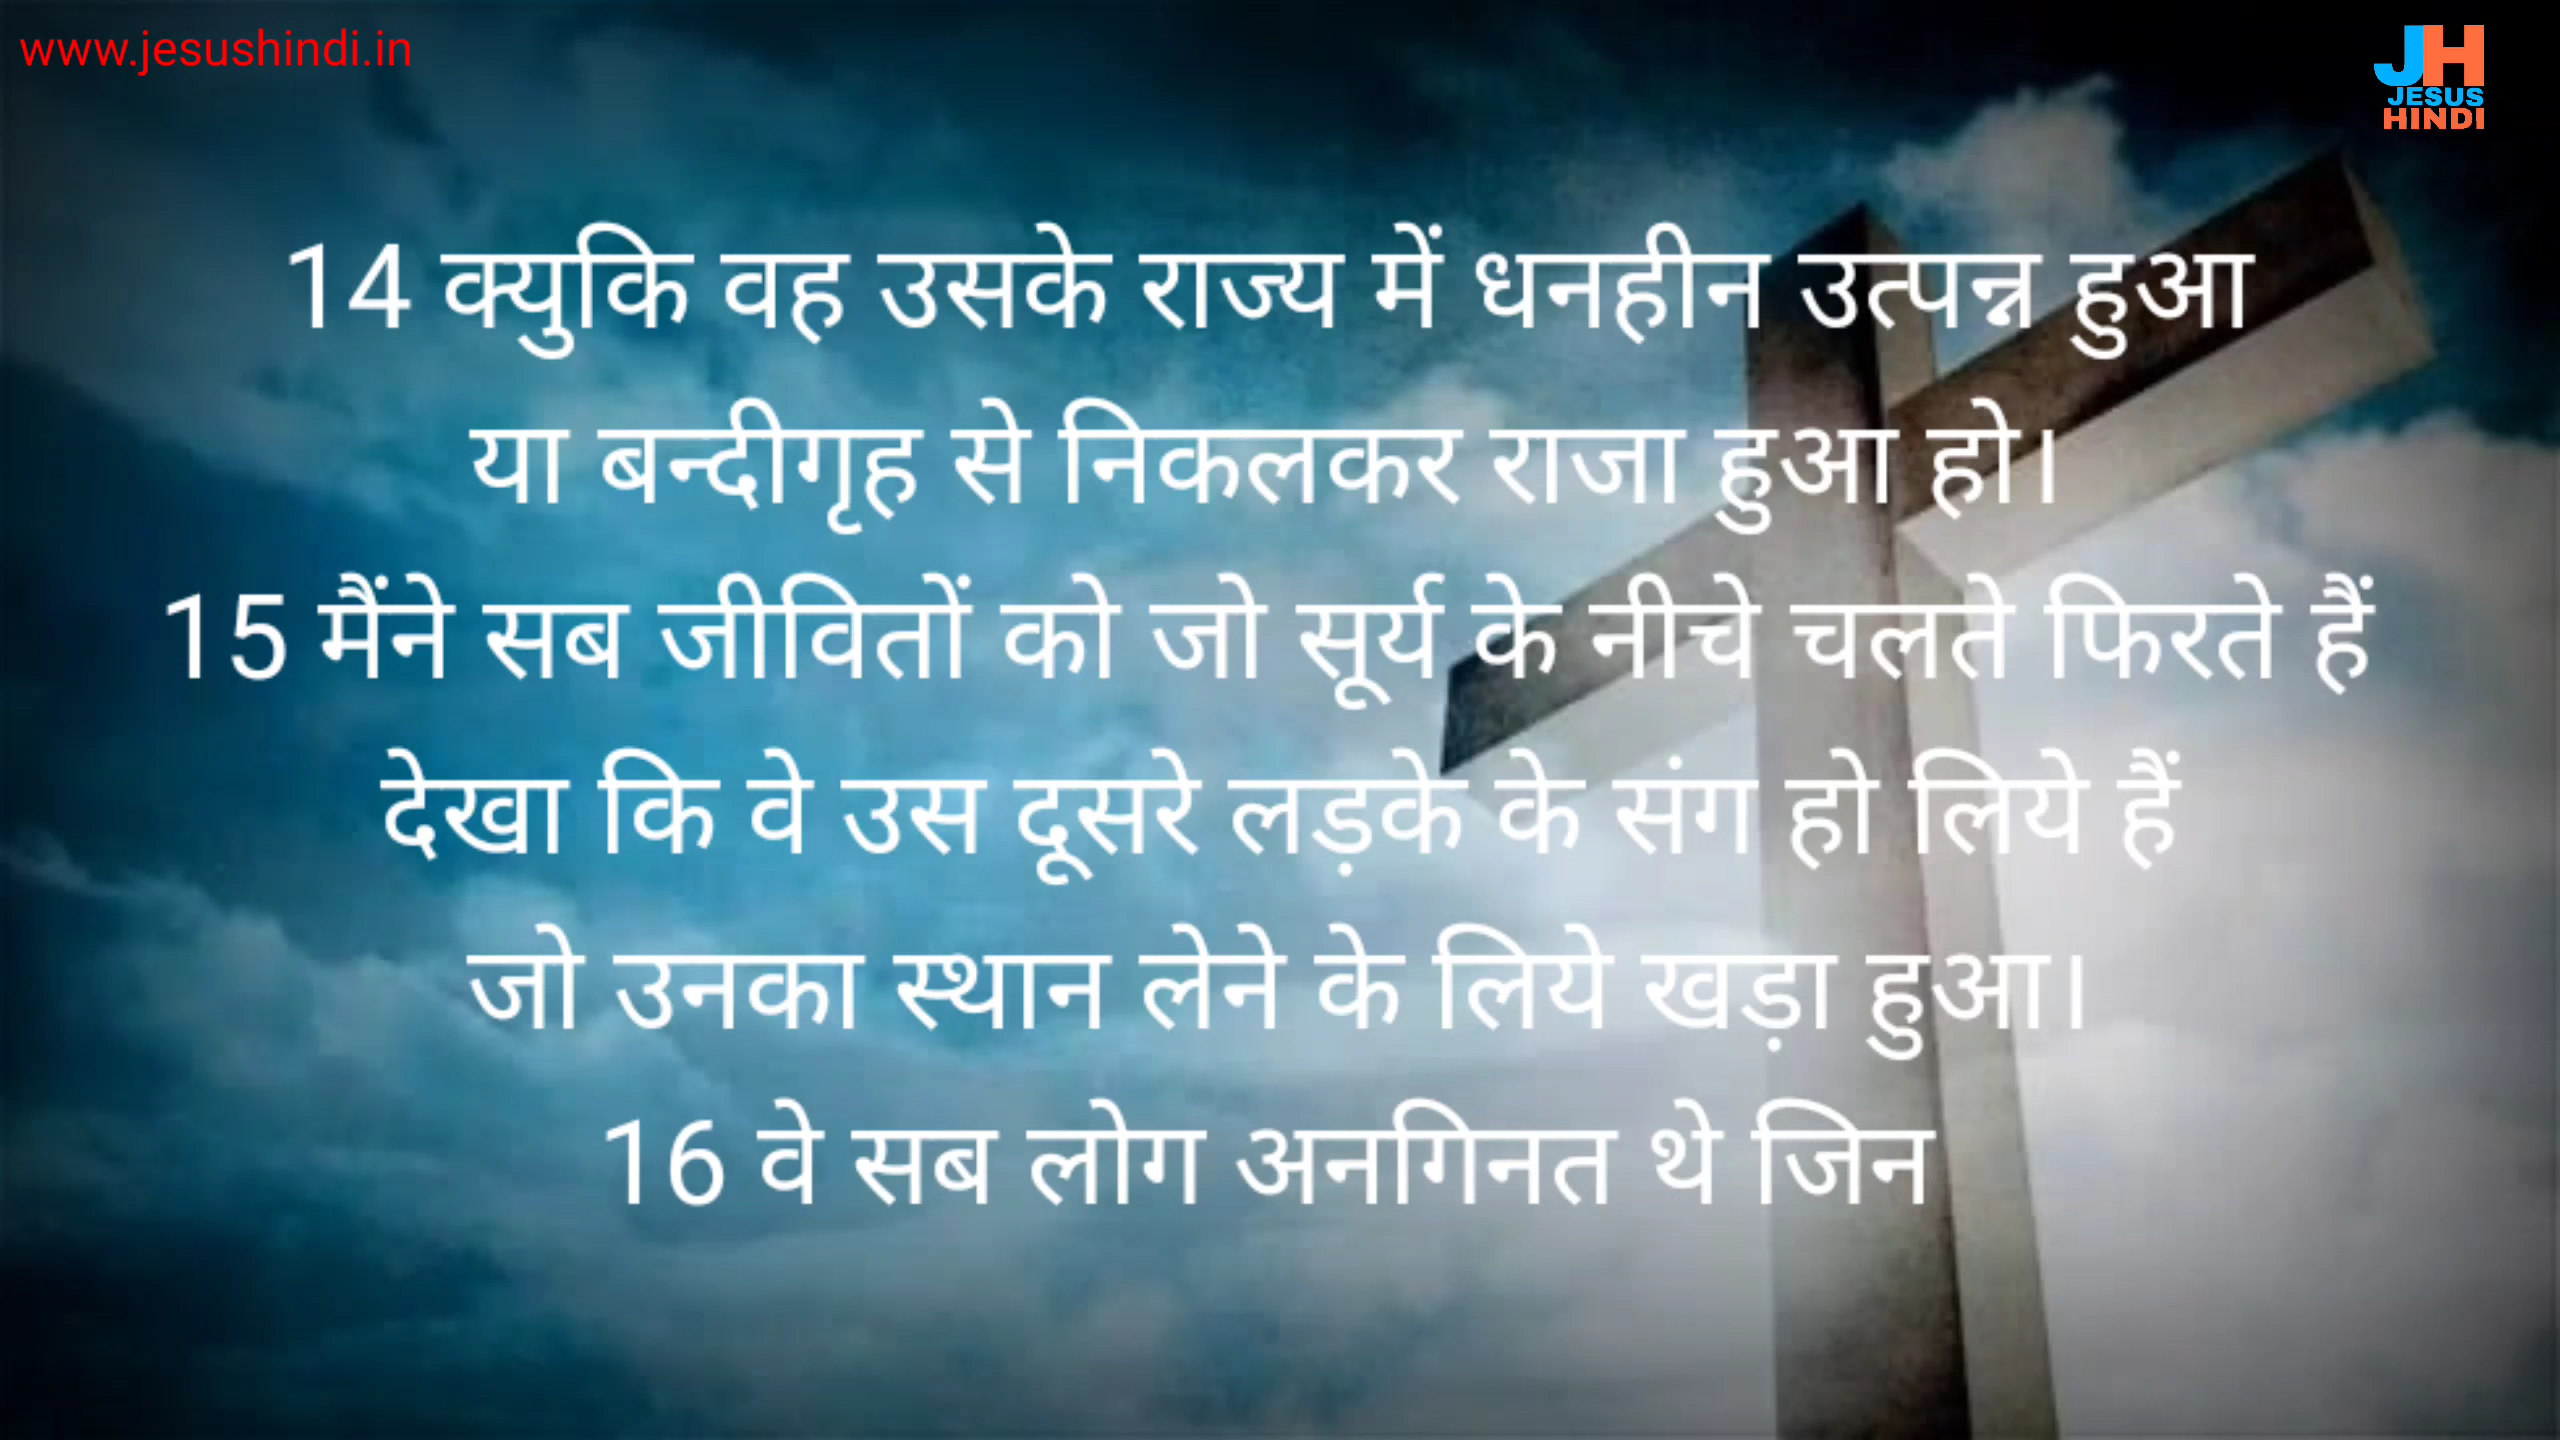 www.jesushindi.in
JH
JESUS
HINDI
14 क्युकि वह उसके राज्य में धनहीन उत्पन्न हुआ
या बन्दीगृह से निकलकर राजा हुआ हो।
15 मैंने सब जीवितों को जो सूर्य के नीचे चलते फिरते हैं
देखा कि वे उस दूसरे लड़के के संग हो लिये हैं
जो उनका स्थान लेने के लिये खड़ा हुआ।
16 वे सब लोग अनगिनत थे जिन